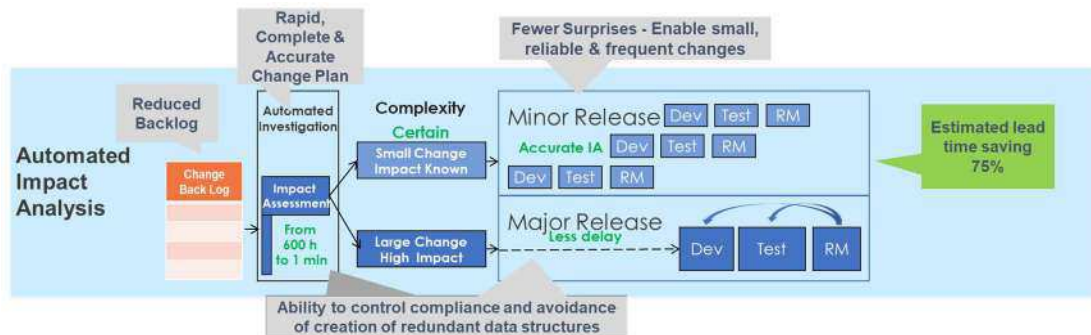 Rapid,
Complete &
Accurate
Change Plan
Fewer Surprises - Enable small,
reliable & frequent changes
Reduced
Backlog
Automated
Investigation
Complexity
Certain
Small Change
Impact Known
Minor Release
Dev Test RM
Accurate IA
Dev Test RM
Dev Test RM
Estimated lead
time saving
75%
Automated
Impact
Analysis
Change
Back Log
Impact
Assessment
From
600 h
to 1 min
Large Change
High Impact
Major Release
Less delay
Dev Test RM
Ability to control compliance and avoidance
of creation of redundant data structures